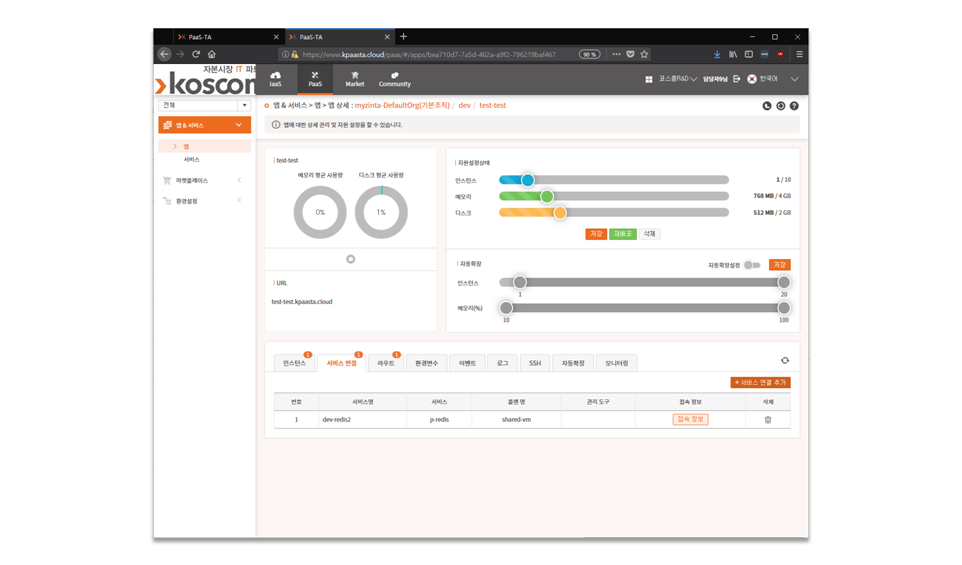 PaaS-TA
PaaS-TA
https://www.kpaasta.cloud/paas/#/apps/bea710d7-7a5d-462a-a9f2-796219baf467
90 %
자본시장 IT 파트
koscom
IaaS
PaaS
Market
Community
코스콤R&D
담당자9님
한국어
전체
앱 & 서비스
앱
서비스
마켓플레이스
환경설정
앱 & 서비스 > 앱 > 앱 상세 : myzinta-DefaultOrg(기본조직) / dev / test-test
앱에 대한 상세 관리 및 자원 설정을 할 수 있습니다.
test-test
메모리 평균 사용량
디스크 평균 사용량
0%
1%
URL
test-test.kpaasta.cloud
자원설정상태
인스턴스
1 / 10
메모리
768 MB / 4 GB
디스크
512 MB / 2 GB
저장
재배포
삭제
자동확장
자동확장설정
저장
인스턴스
1
20
메모리(%)
10
100
인스턴스
1
서비스 연결
1
라우트
1
환경변수
이벤트
로그
SSH
자동확장
모니터링
+ 서비스 연결 추가
번호
서비스명
서비스
플랜 명
관리 도구
접속 정보
삭제
1
dev-redis2
p-redis
shared-vm
접속 정보